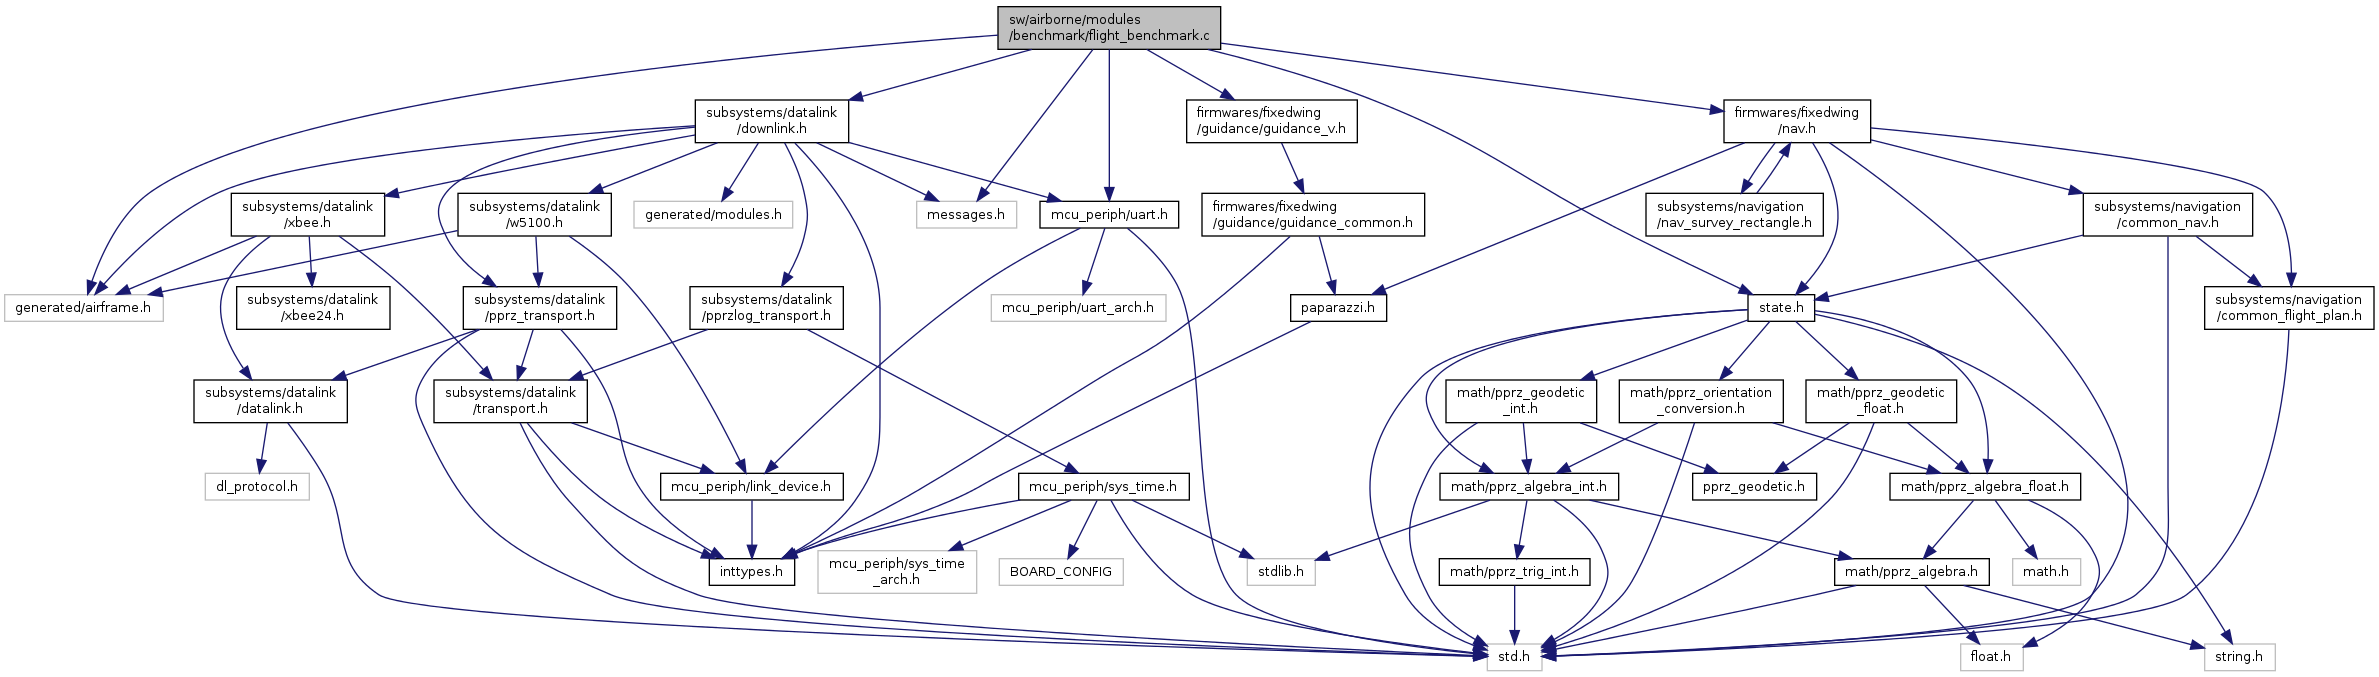 sw/airborne/modules
/benchmark/flight_benchmark.c
subsystems/datalink
/downlink.h
firmwares/fixedwing
/guidance/guidance_v.h
firmwares/fixedwing
/nav.h
subsystems/datalink
/xbee.h
subsystems/datalink
/w5100.h
generated/modules.h
messages.h
mcu_periph/uart.h
firmwares/fixedwing
/guidance/guidance_common.h
subsystems/navigation
/nav_survey_rectangle.h
subsystems/navigation
/common_nav.h
generated/airframe.h
subsystems/datalink
/xbee24.h
subsystems/datalink
/pprz_transport.h
subsystems/datalink
/pprzlog_transport.h
mcu_periph/uart_arch.h
paparazzi.h
state.h
subsystems/navigation
/common_flight_plan.h
subsystems/datalink
/datalink.h
subsystems/datalink
/transport.h
math/pprz_geodetic
_int.h
math/pprz_orientation
_conversion.h
math/pprz_geodetic
_float.h
dl_protocol.h
mcu_periph/link_device.h
mcu_periph/sys_time.h
math/pprz_algebra_int.h
pprz_geodetic.h
math/pprz_algebra_float.h
inttypes.h
mcu_periph/sys_time
_arch.h
BOARD_CONFIG
stdlib.h
math/pprz_trig_int.h
math/pprz_algebra.h
math.h
std.h
float.h
string.h